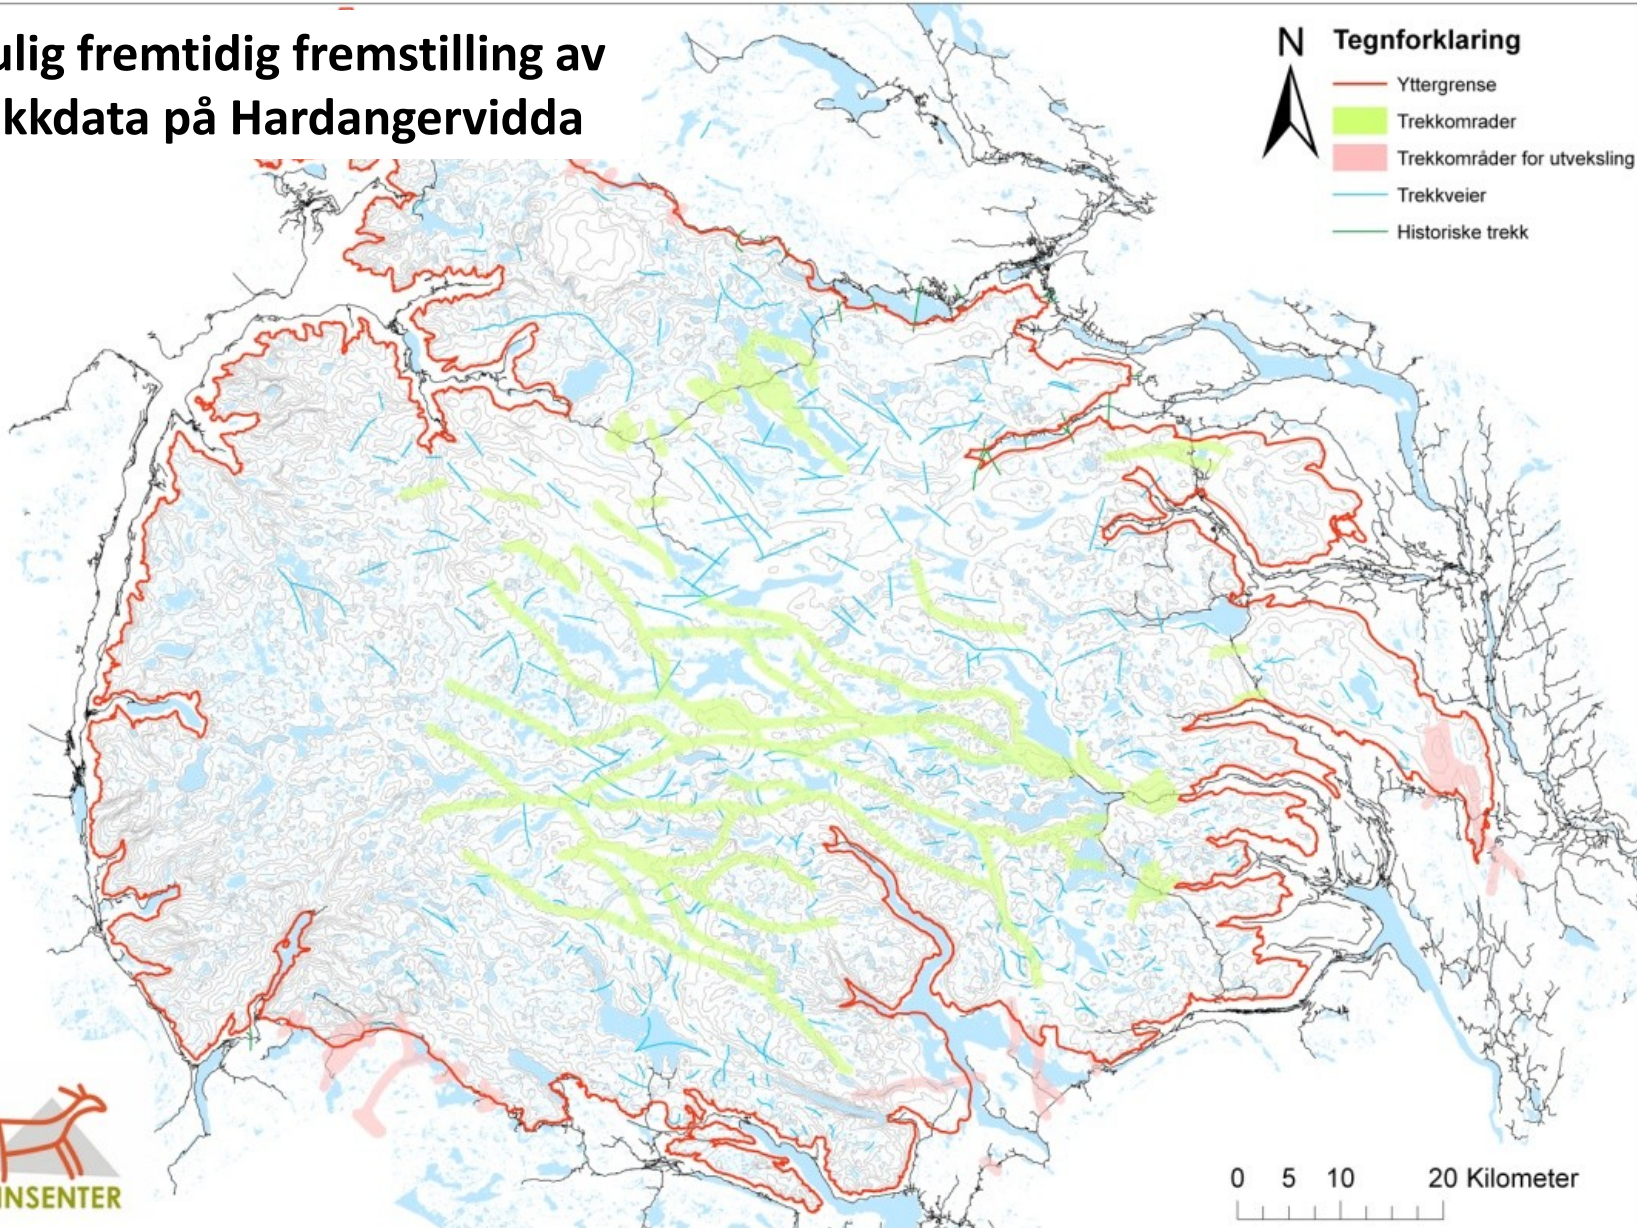 ulig fremtidig fremstilling av
kkdata på Hardangervidda
N
Tegnforklaring
Yttergrense
Trekkomrader
Trekkområder for utveksling
Trekkveier
Historiske trekk
INSENTER
0 5 10 20 Kilometer